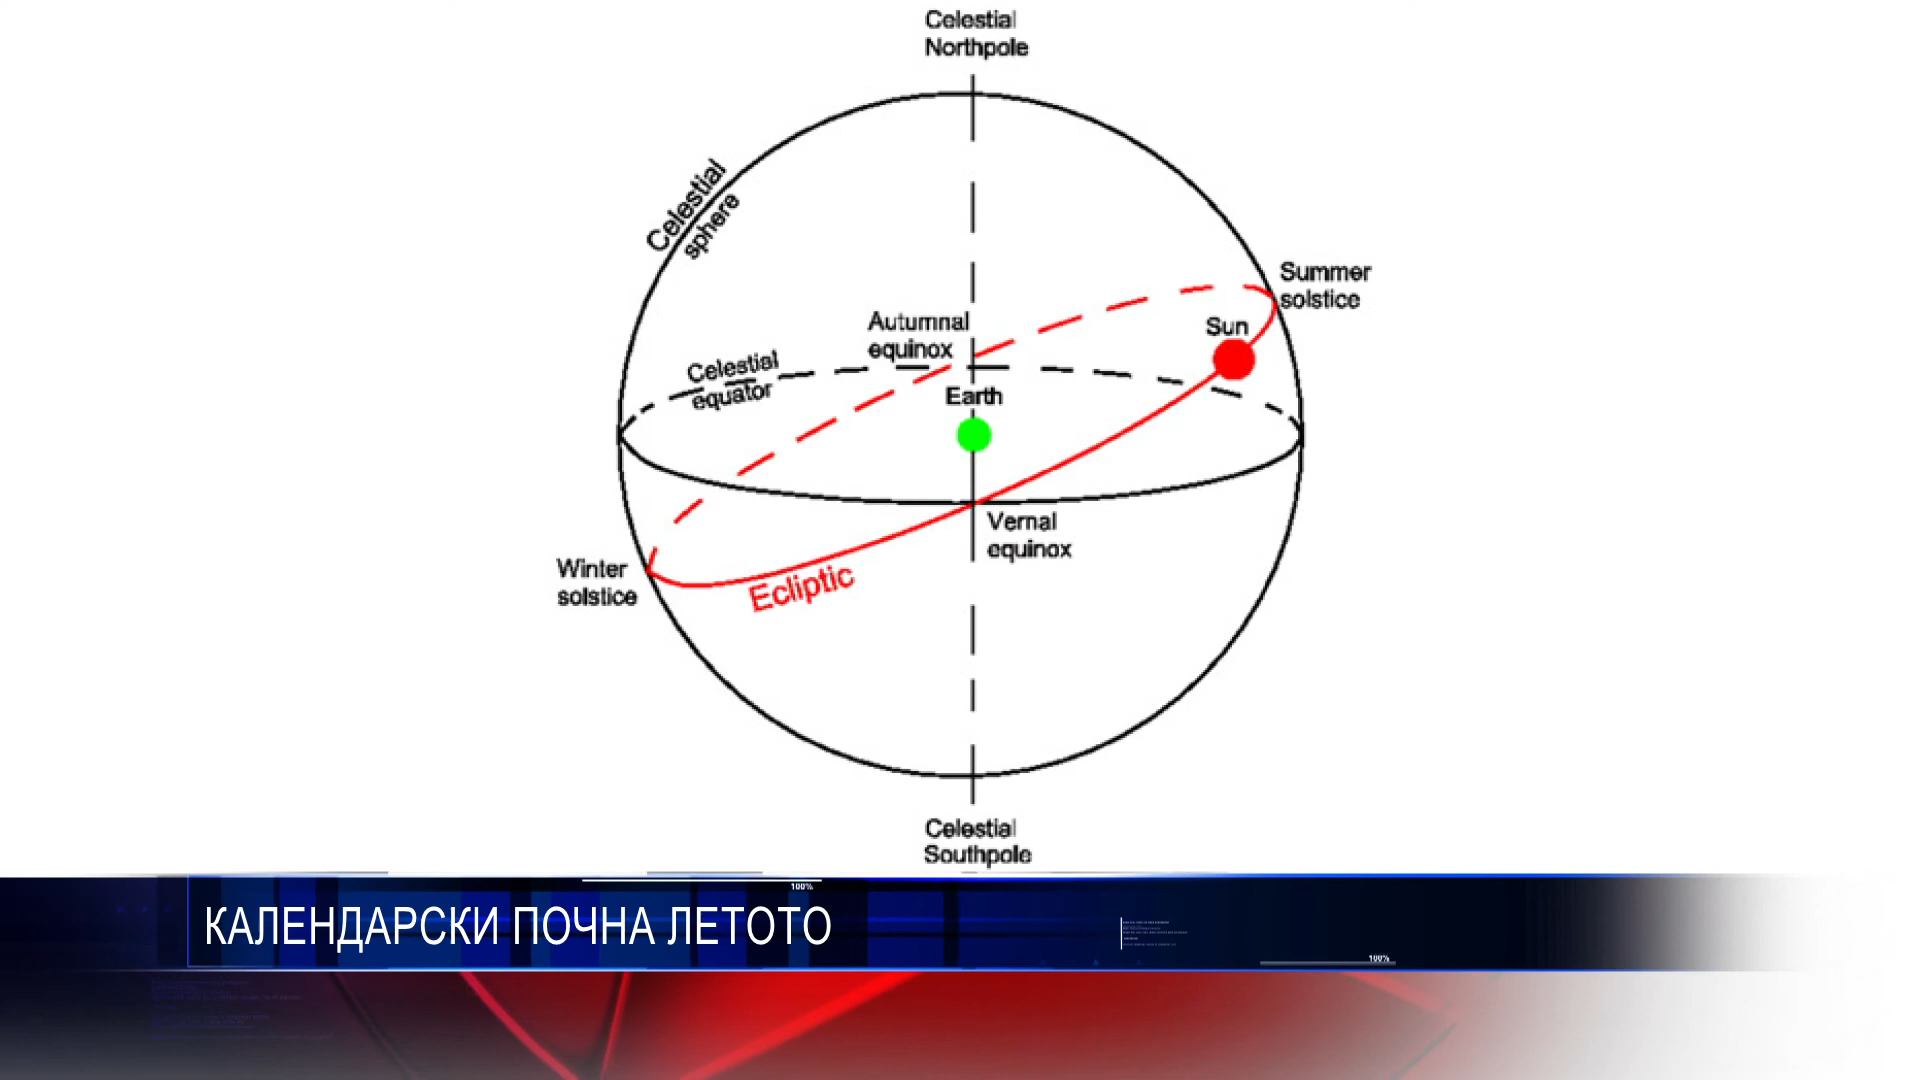 Celestial
Northpole
Celestial
sphere
Summer
solstice
Sun
Autumnal
equinox
Celestial
equator
Earth
Vernal
equinox
Winter
solstice
Ecliptic
Celestial
Southpole
100%
КАЛЕНДАРСКИ ПОЧНА ЛЕТОТО
100%